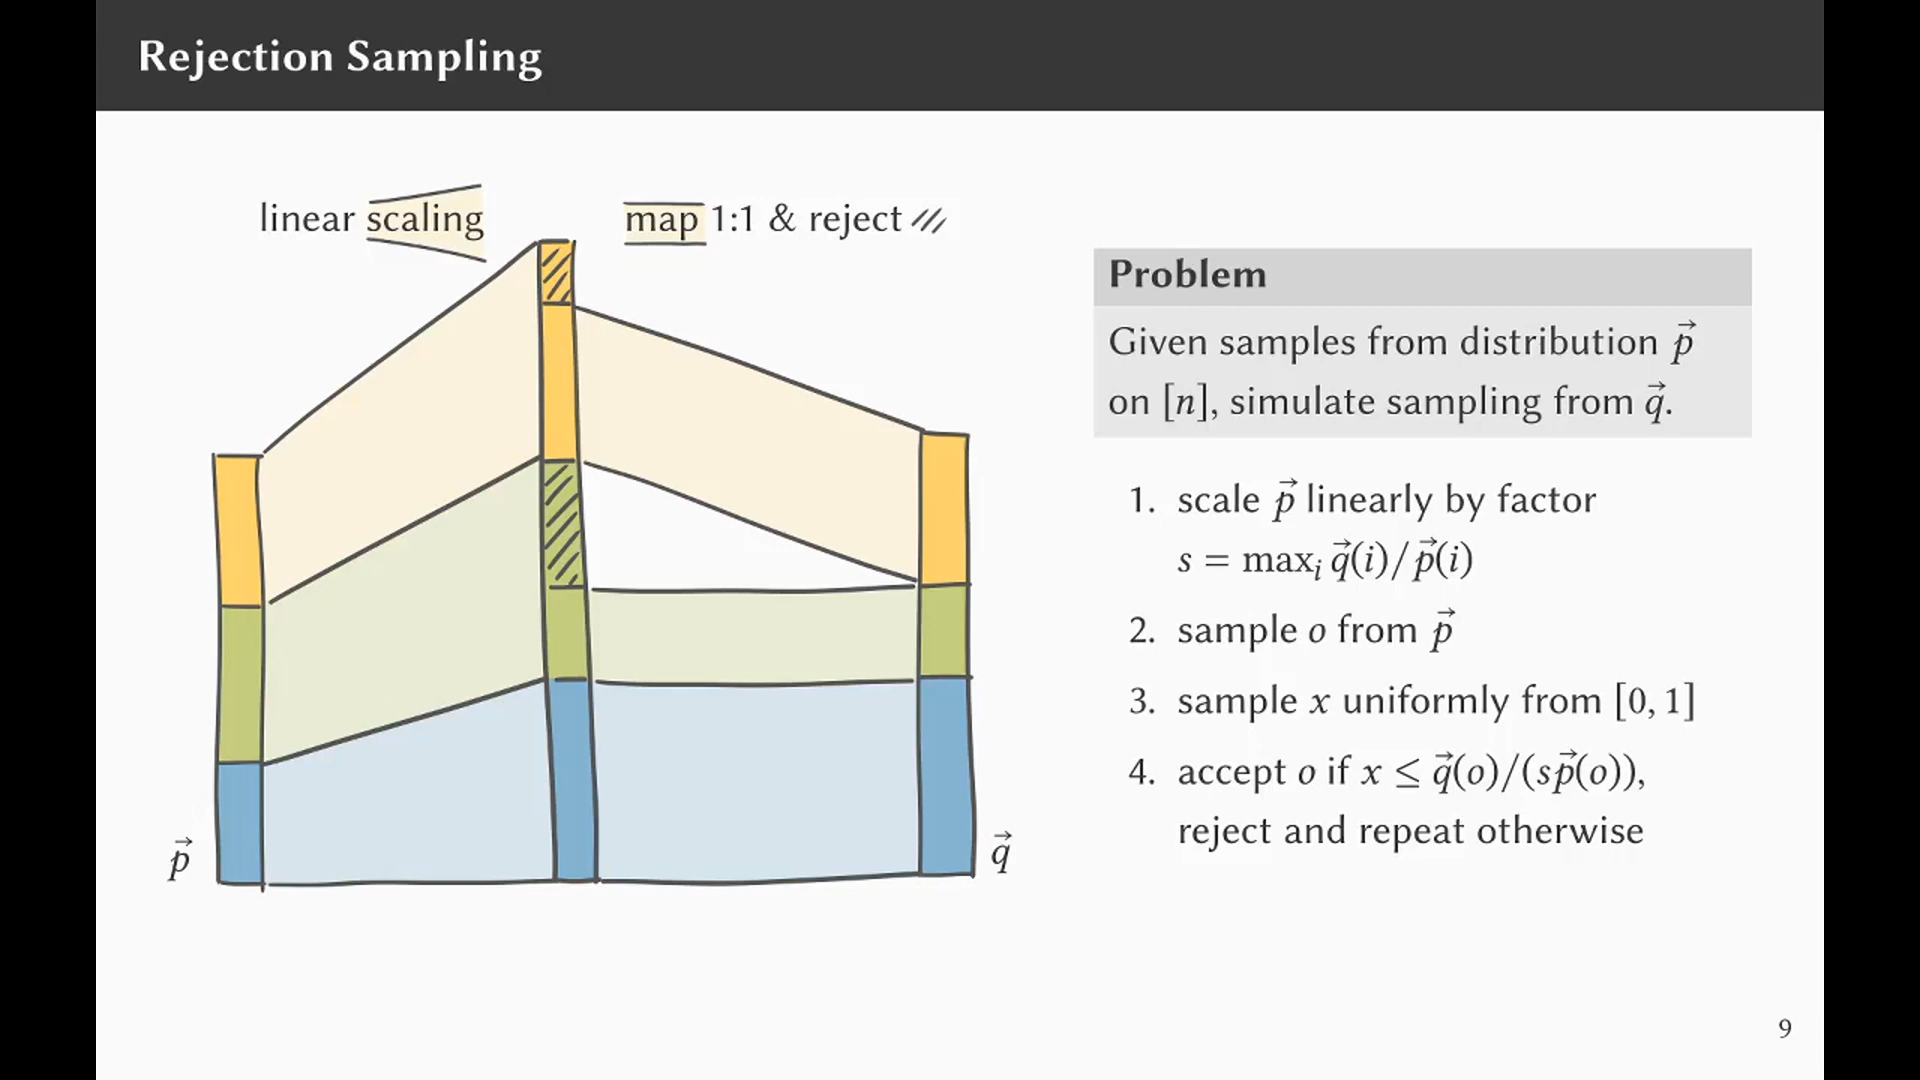 Rejection Sampling
linear scaling
map 1:1 & reject
p⃗
q⃗
Problem
Given samples from distribution p⃗
on [n], simulate sampling from q⃗.
1. scale p⃗ linearly by factor
s = maxᵢ q⃗(i)/p⃗(i)
2. sample o from p⃗
3. sample x uniformly from [0, 1]
4. accept o if x ≤ q⃗(o)/(sp⃗(o)),
reject and repeat otherwise
9